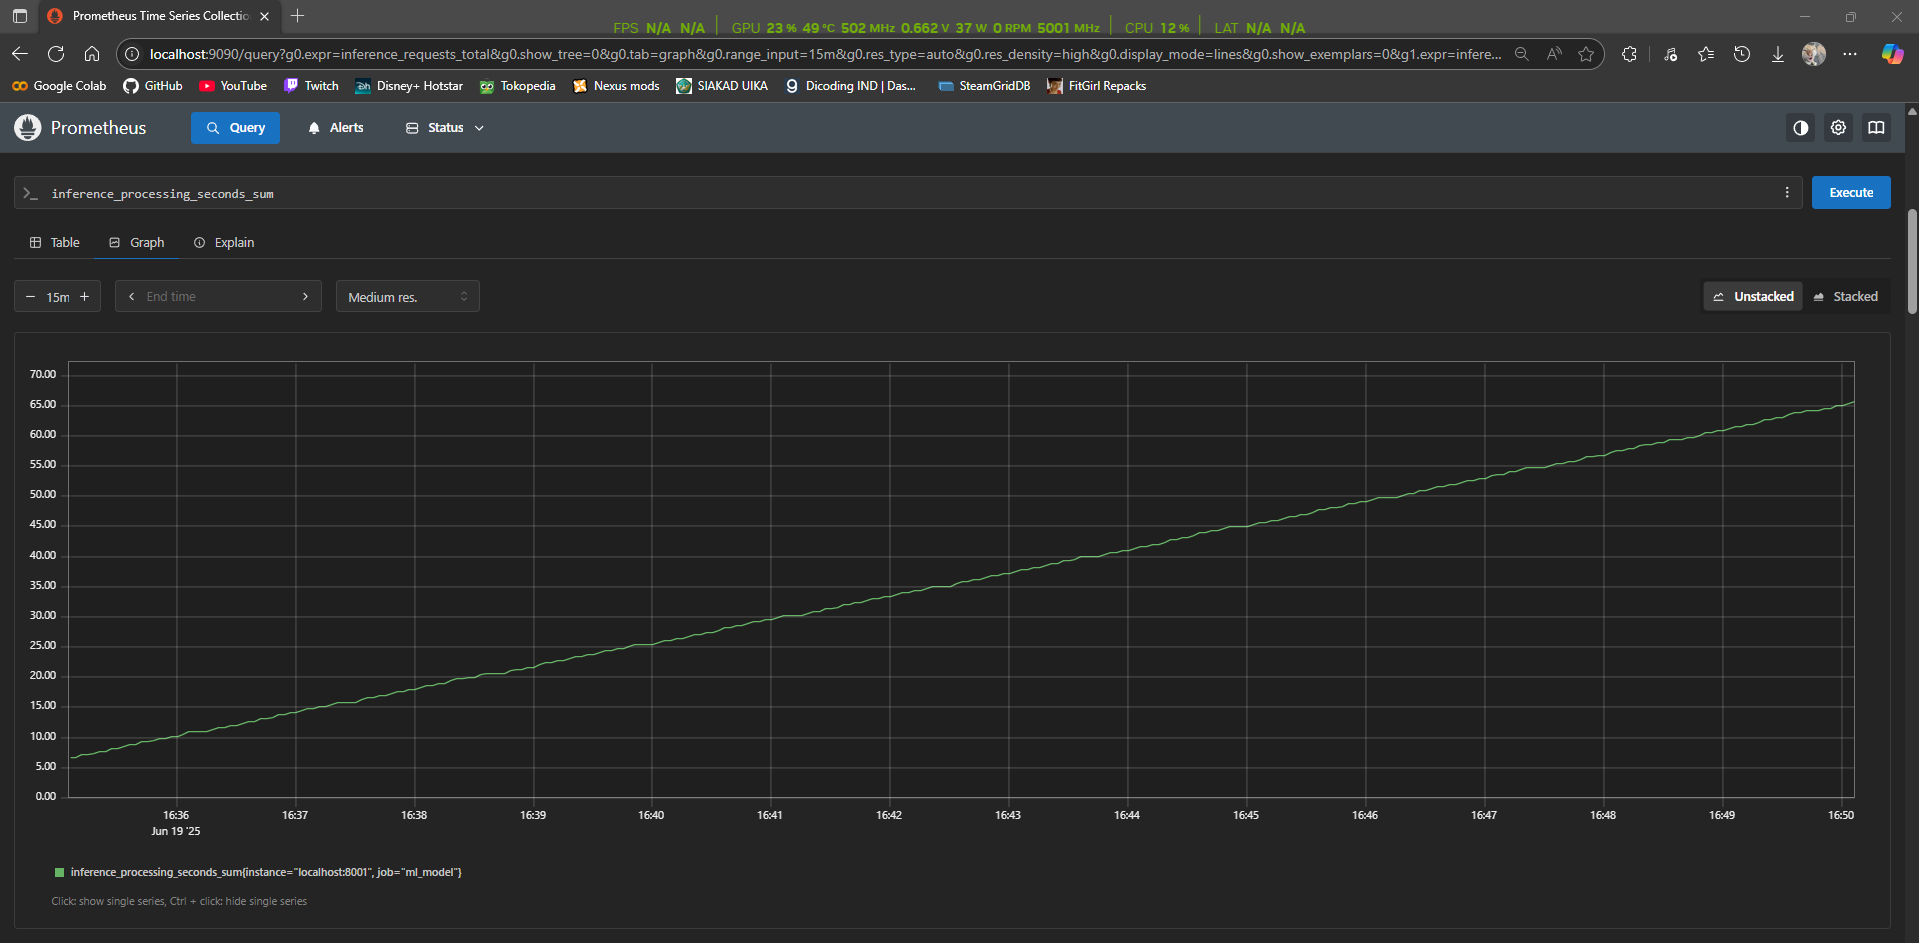 Prometheus Time Series Collectio
FPS N/A N/A GPU 23 % 49 °C 502 MHz 0.662 V 37 W 0 RPM 5001 MHz CPU 12 % LAT N/A N/A
localhost:9090/query?g0.expr=inference_requests_total&g0.show_tree=0&g0.tab=graph&g0.range_input=15m&g0.res_type=auto&g0.res_density=high&g0.display_mode=lines&g0.show_exemplars=0&g1.expr=infere...
Google Colab GitHub YouTube Twitch Disney+ Hotstar Tokopedia Nexus mods SIAKAD UIKA Dicoding IND | Das... SteamGridDB FitGirl Repacks
Prometheus Query Alerts Status
>_ inference_processing_seconds_sum Execute
Table Graph Explain
− 15m + End time Medium res. Unstacked Stacked
70.00
65.00
60.00
55.00
50.00
45.00
40.00
35.00
30.00
25.00
20.00
15.00
10.00
5.00
0.00
16:36 16:37 16:38 16:39 16:40 16:41 16:42 16:43 16:44 16:45 16:46 16:47 16:48 16:49 16:50
Jun 19 '25
inference_processing_seconds_sum{instance="localhost:8001", job="ml_model"}
Click: show single series, Ctrl + click: hide single series